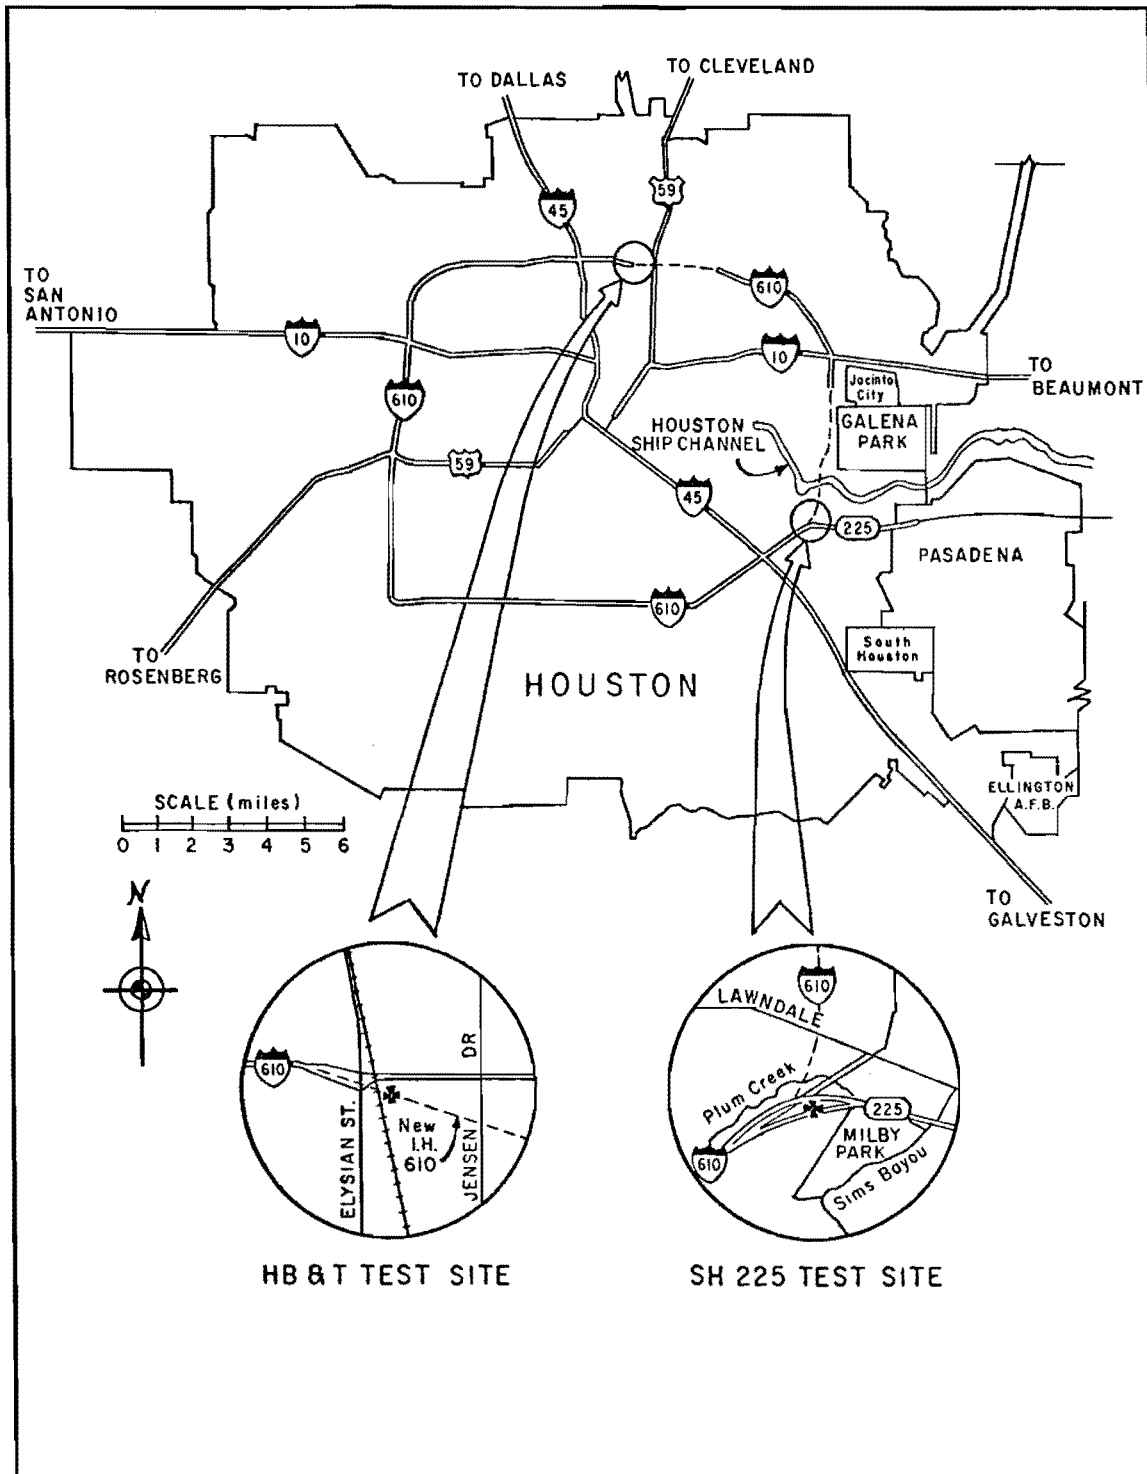 TO DALLAS
TO CLEVELAND
59
45
TO
SAN
ANTONIO
610
10
10
TO
BEAUMONT
Jacinto
City
610
GALENA
PARK
HOUSTON
SHIP CHANNEL
59
45
225
PASADENA
610
South
Houston
TO
ROSENBERG
HOUSTON
ELLINGTON
A.F.B.
SCALE (miles)
0 1 2 3 4 5 6
N
TO
GALVESTON
610
ELYSIAN ST.
New
I.H.
610
JENSEN DR
610
LAWNDALE
Plum Creek
225
MILBY
PARK
610
Sims Bayou
HB & T TEST SITE
SH 225 TEST SITE